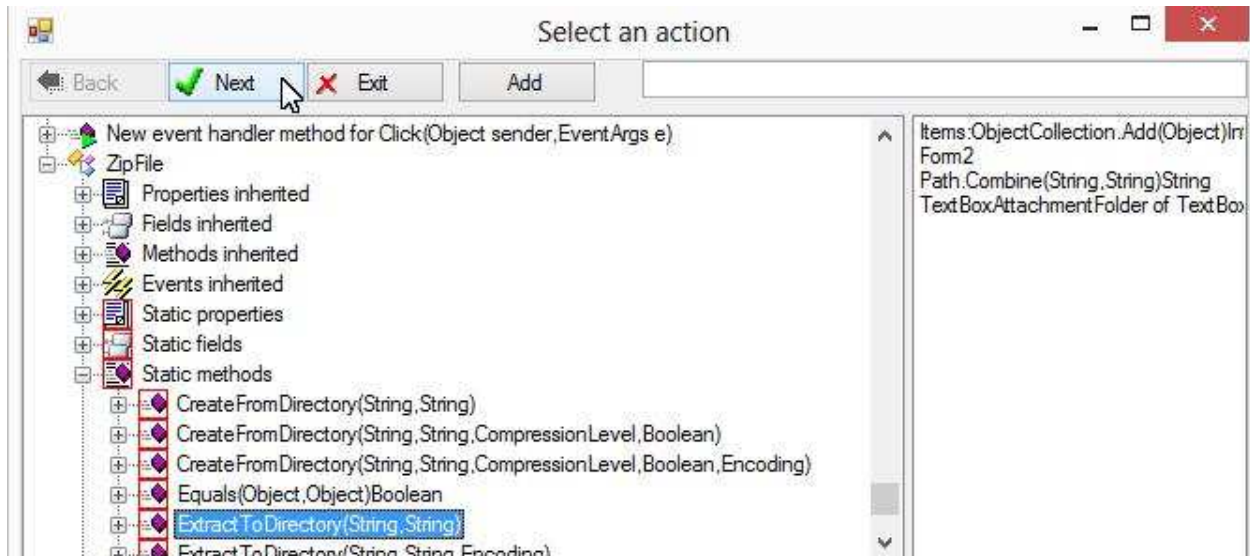 Select an action
Back Next Exit Add
New event handler method for Click(Object sender,EventArgs e)
ZipFile
Properties inherited
Fields inherited
Methods inherited
Events inherited
Static properties
Static fields
Static methods
CreateFromDirectory(String,String)
CreateFromDirectory(String,String,CompressionLevel,Boolean)
CreateFromDirectory(String,String,CompressionLevel,Boolean,Encoding)
Equals(Object,Object)Boolean
ExtractToDirectory(String,String)
ExtractToDirectory(String,String,Encoding)
Items:ObjectCollection.Add(Object)Int
Form2
Path.Combine(String,String)String
TextBoxAttachmentFolder of TextBox